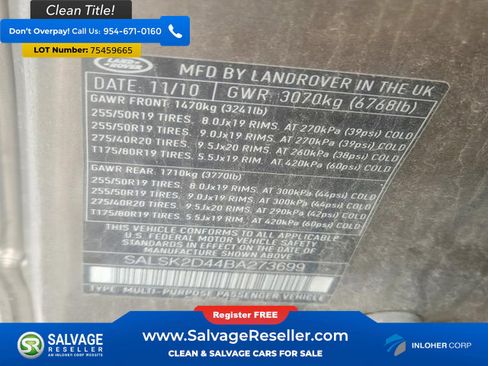 Clean Title!
Don't Overpay! Call US: 954-671-0160
LOT Number: 75459665
LAND ROVER
MFD BY LANDROVER IN THE UK
DATE: 11/10 GWR: 3070kg (6768lb)
GAWR FRONT: 1470kg (3241lb)
255/50R19 TIRES, 8.0Jx19 RIMS, AT 270kPa (39psi) COLD
255/50R19 TIRES, 9.0Jx19 RIMS, AT 270kPa (39psi) COLD
275/40R20 TIRES, 9.5Jx20 RIMS, AT 260kPa (38psi) COLD
T175/80R19 TIRES, 5.5Jx19 RIM, AT 420kPa (60psi) COLD
GAWR REAR: 1710kg (3770lb)
255/50R19 TIRES, 8.0Jx19 RIMS, AT 300kPa (44psi) COLD
255/50R19 TIRES, 9.0Jx19 RIMS, AT 300kPa (44psi) COLD
275/40R20 TIRES, 9.5Jx20 RIMS, AT 290kPa (42psi) COLD
T175/80R19 TIRES, 5.5Jx19 RIM, AT 420kPa (60psi) COLD
THIS VEHICLE CONFORMS TO ALL APPLICABLE
U.S. FEDERAL MOTOR VEHICLE SAFETY
STANDARDS IN EFFECT ON THE DATE OF
MANUFACTURE SHOWN ABOVE
SALSK2D44BA273699
TYPE: MULTI-PURPOSE PASSENGER VEHICLE
Register FREE
SALVAGE
RESELLER
AN INLOHER CORP WEBSITE
www.SalvageReseller.com
CLEAN & SALVAGE CARS FOR SALE
INLOHER CORP